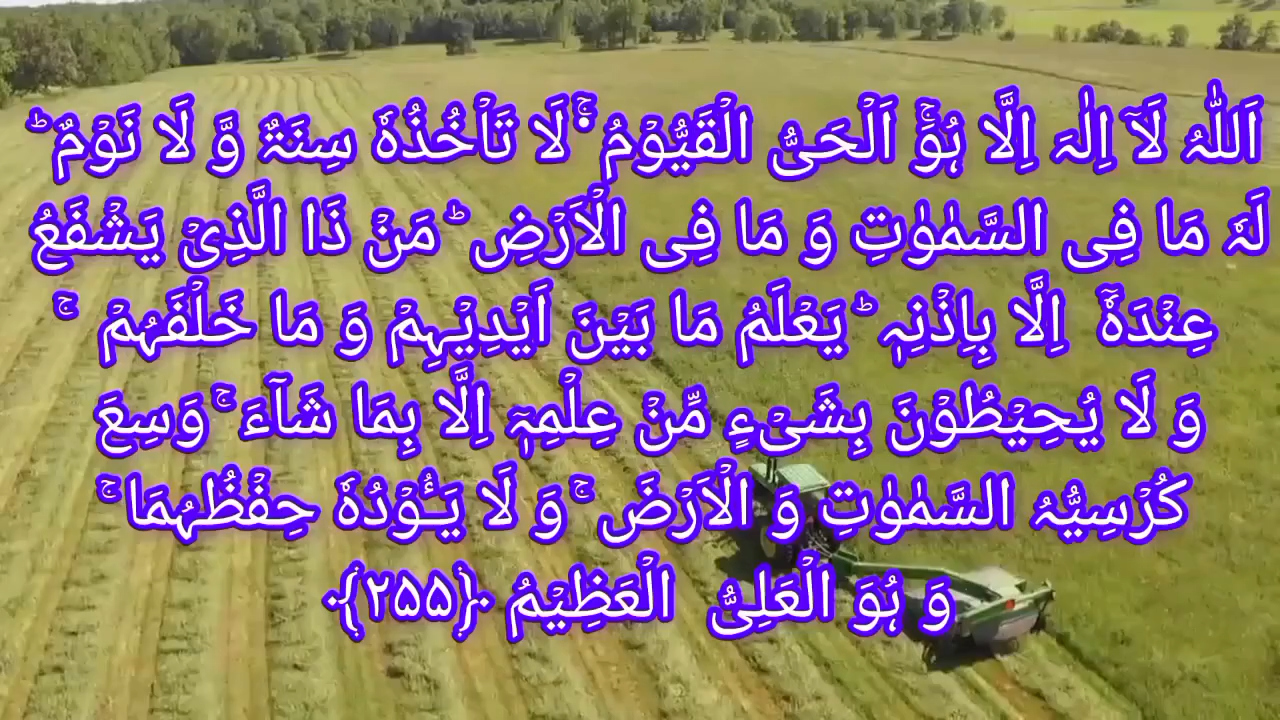 اَللّٰہُ لَاۤ اِلٰہَ اِلَّا ہُوَۚ اَلۡحَیُّ الۡقَیُّوۡمُ ۬ۚ لَا تَاۡخُذُہٗ سِنَۃٌ وَّ لَا نَوۡمٌ ؕ
لَہٗ مَا فِی السَّمٰوٰتِ وَ مَا فِی الۡاَرۡضِ ؕ مَنۡ ذَا الَّذِیۡ یَشۡفَعُ
عِنۡدَہٗۤ اِلَّا بِاِذۡنِہٖ ؕ یَعۡلَمُ مَا بَیۡنَ اَیۡدِیۡہِمۡ وَ مَا خَلۡفَہُمۡ ۚ
وَ لَا یُحِیۡطُوۡنَ بِشَیۡءٍ مِّنۡ عِلۡمِہٖۤ اِلَّا بِمَا شَآءَ ۚ وَسِعَ
کُرۡسِیُّہُ السَّمٰوٰتِ وَ الۡاَرۡضَ ۚ وَ لَا یَـُٔوۡدُہٗ حِفۡظُہُمَا ۚ
وَ ہُوَ الۡعَلِیُّ الۡعَظِیۡمُ ﴿۲۵۵﴾